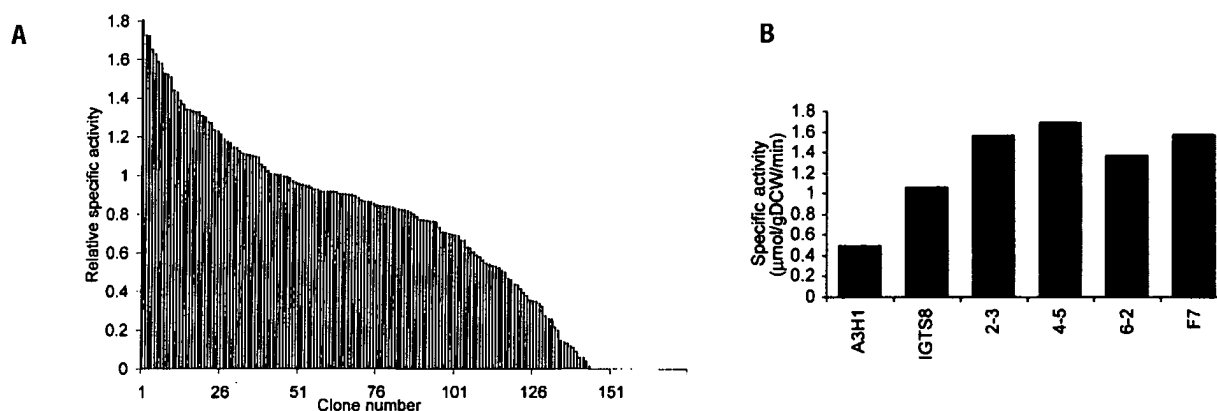 A
Relative specific activity
1.8
1.6
1.4
1.2
1
0.8
0.6
0.4
0.2
0
1 26 51 76 101 126 151
Clone number
B
Specific activity
(µmol/gDCW/min)
1.8
1.6
1.4
1.2
1
0.8
0.6
0.4
0.2
0
A3H1
IGTS8
2-3
4-5
6-2
F7